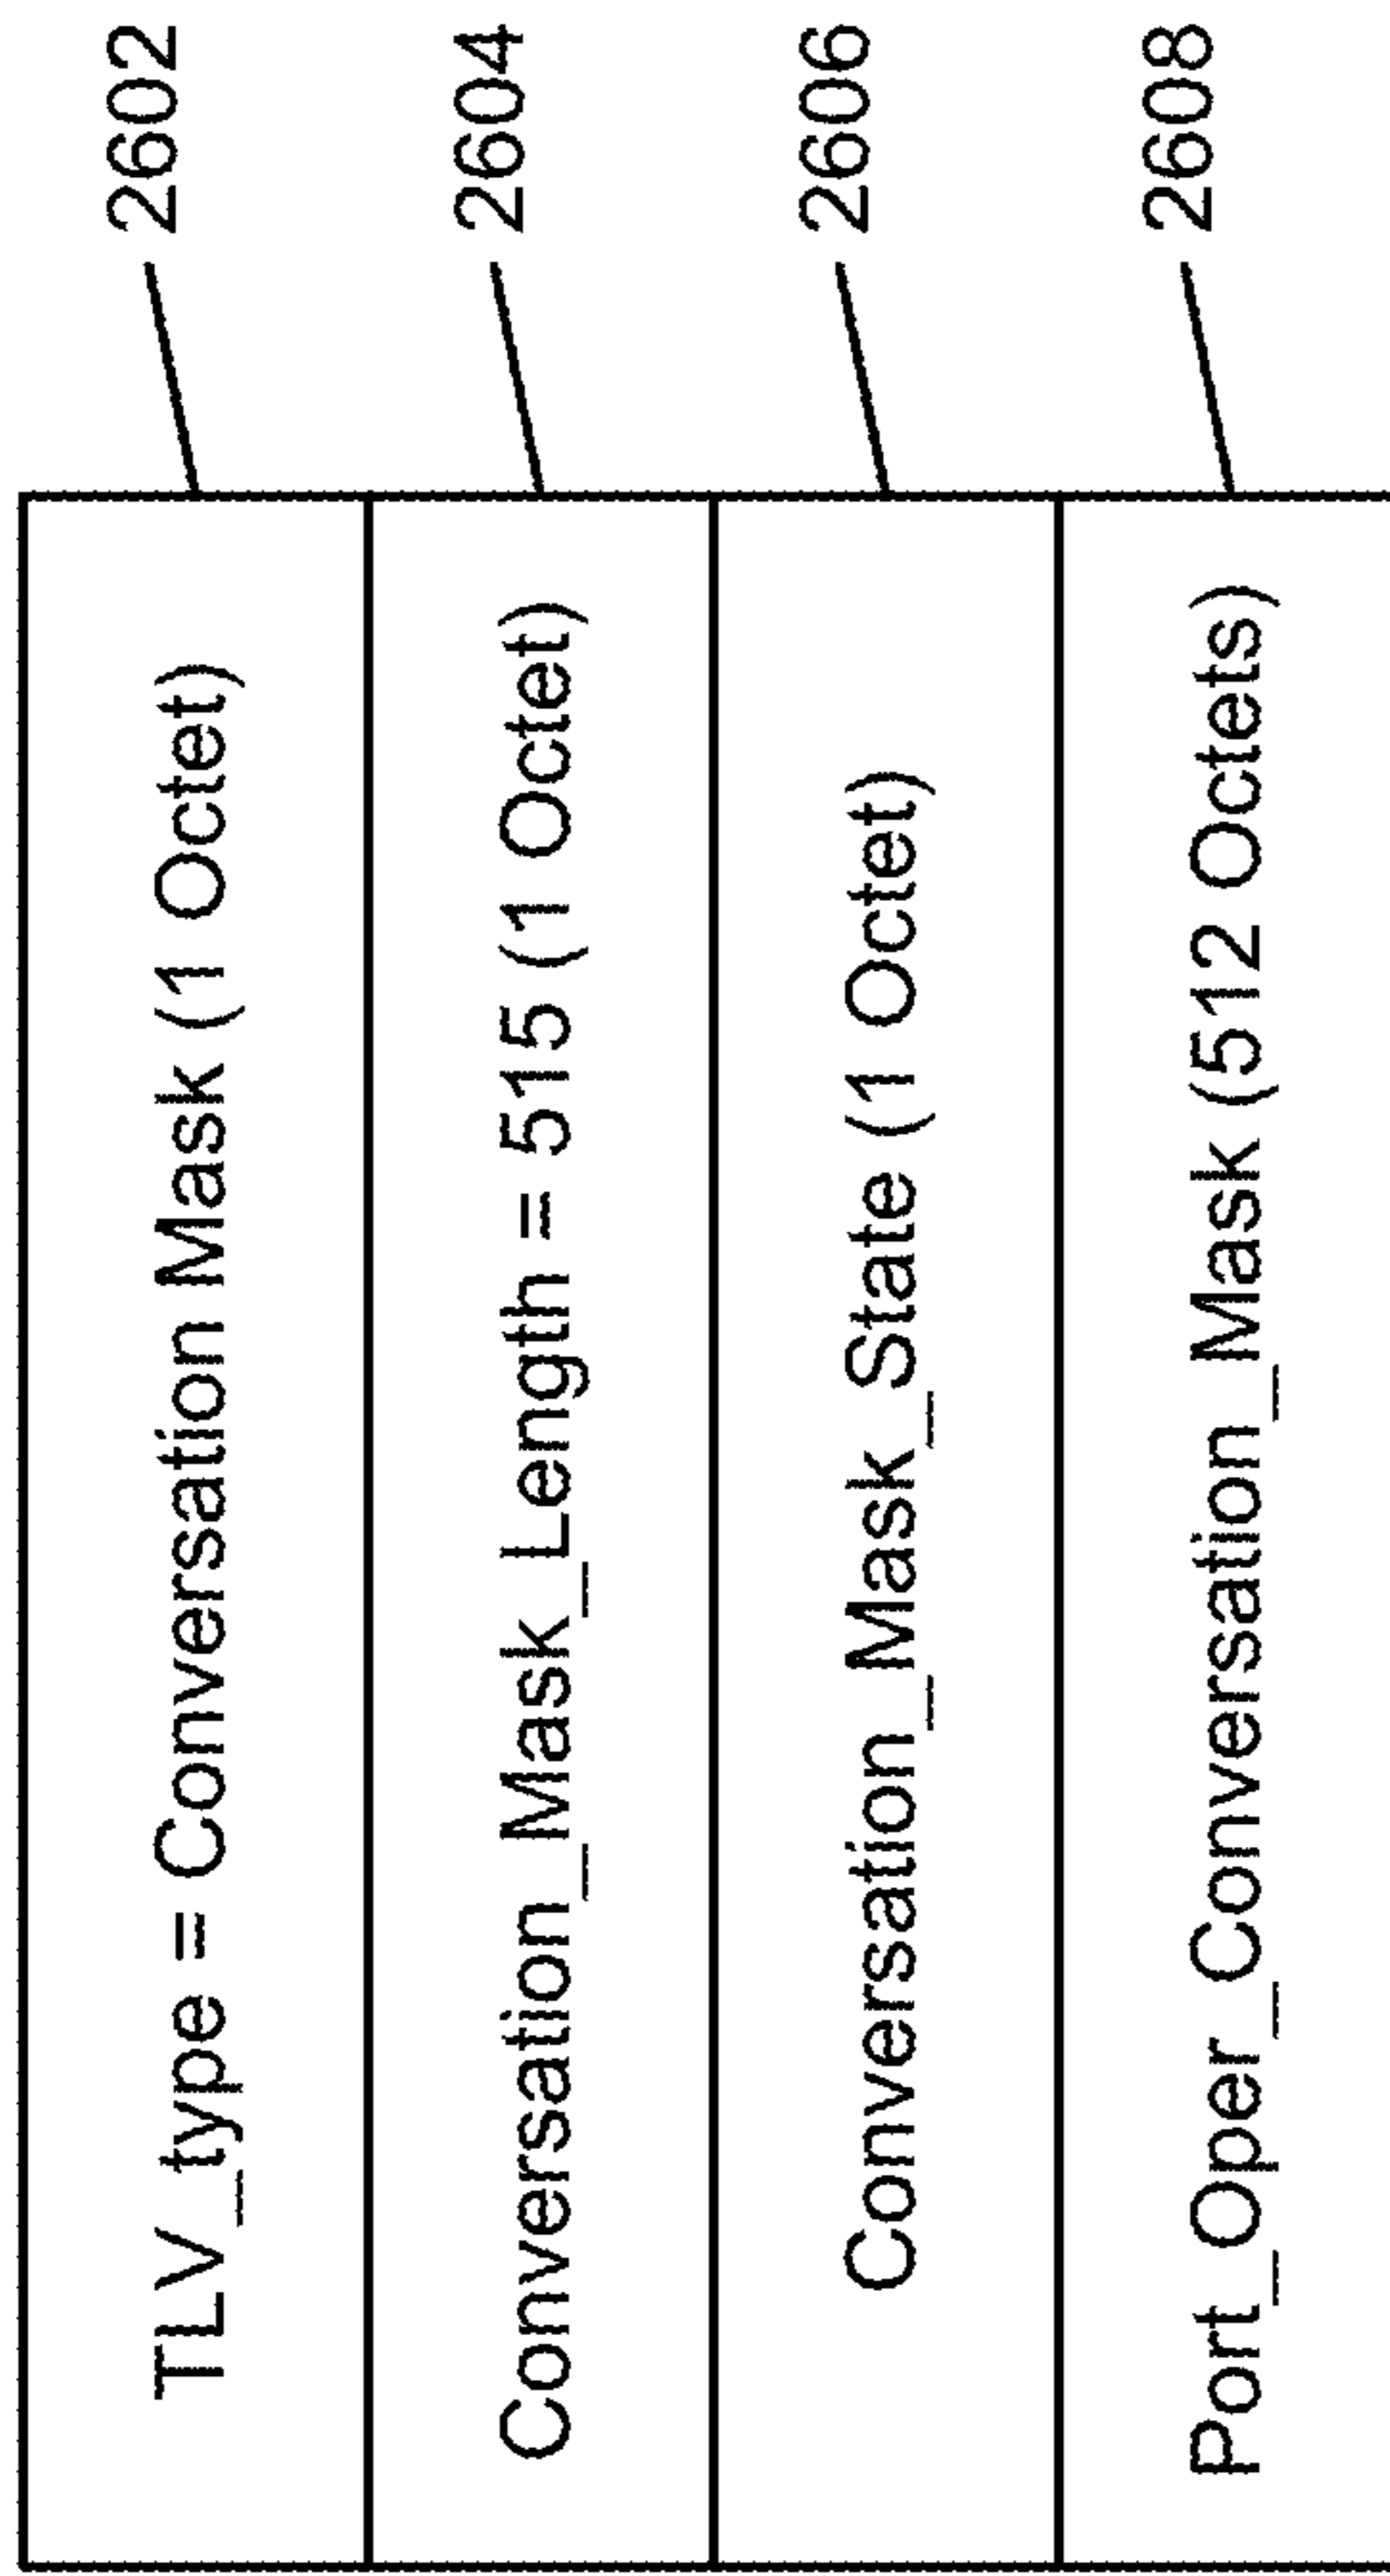 TLV_type = Conversation Mask (1 Octet) 2602
Conversation_Mask_Length = 515 (1 Octet) 2604
Conversation_Mask_State (1 Octet) 2606
Port_Oper_Conversation_Mask (512 Octets) 2608